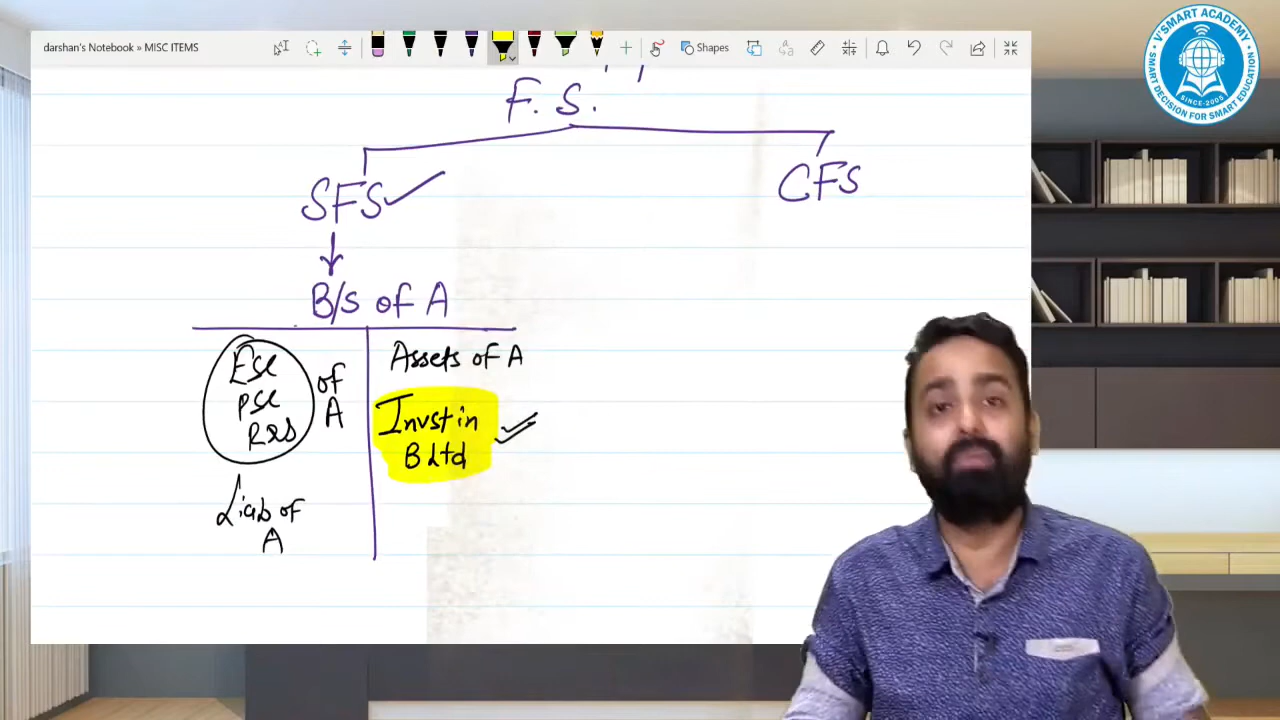 V'SMART ACADEMY
SMART DECISION FOR SMART EDUCATION
SINCE-2005
darshan's Notebook » MISC ITEMS
Shapes
F. S.
SFS
CFS
B/s of A
Esc
psc
R&S
of
A
Liab of
A
Assets of A
Invst in
B Ltd